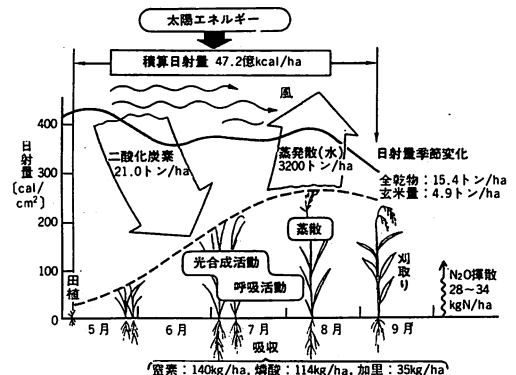 太陽エネルギー
積算日射量 47.2億kcal/ha
風
日射量
〔cal/
cm²〕
400
300
200
100
0
二酸化炭素
21.0トン/ha
蒸発散(水)
3200トン/ha
日射量季節変化
全乾物:15.4トン/ha
玄米量:4.9トン/ha
蒸散
光合成活動
呼吸活動
田植
刈取り
N₂O揮散
28〜34
kgN/ha
5月
6月
7月
8月
9月
吸収
窒素:140kg/ha, 燐酸:114kg/ha, 加里:35kg/ha